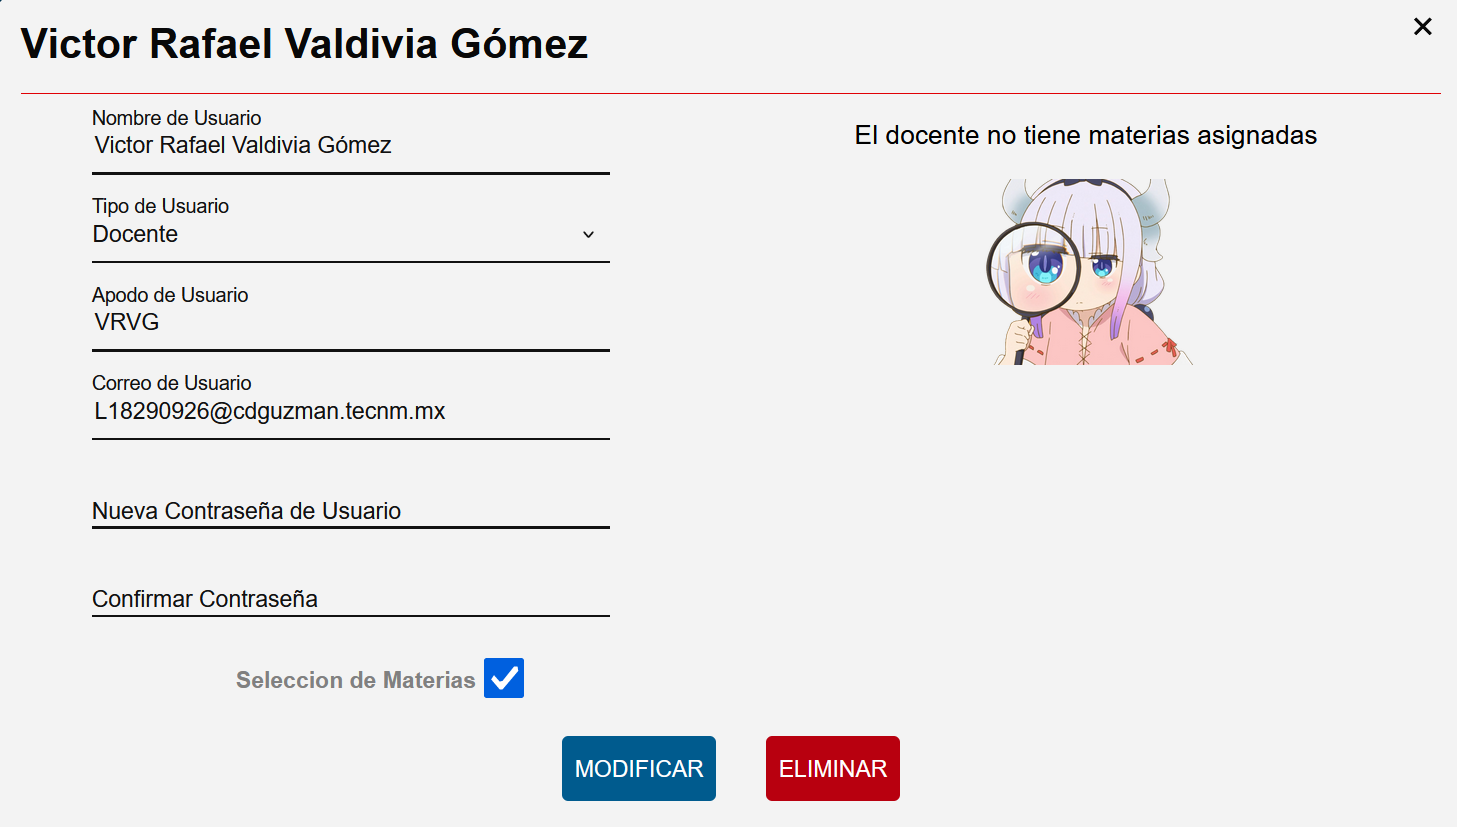 Victor Rafael Valdivia Gómez
Nombre de Usuario
Victor Rafael Valdivia Gómez
Tipo de Usuario
Docente
Apodo de Usuario
VRVG
Correo de Usuario
L18290926@cdguzman.tecnm.mx
Nueva Contraseña de Usuario
Confirmar Contraseña
Seleccion de Materias
El docente no tiene materias asignadas
MODIFICAR
ELIMINAR